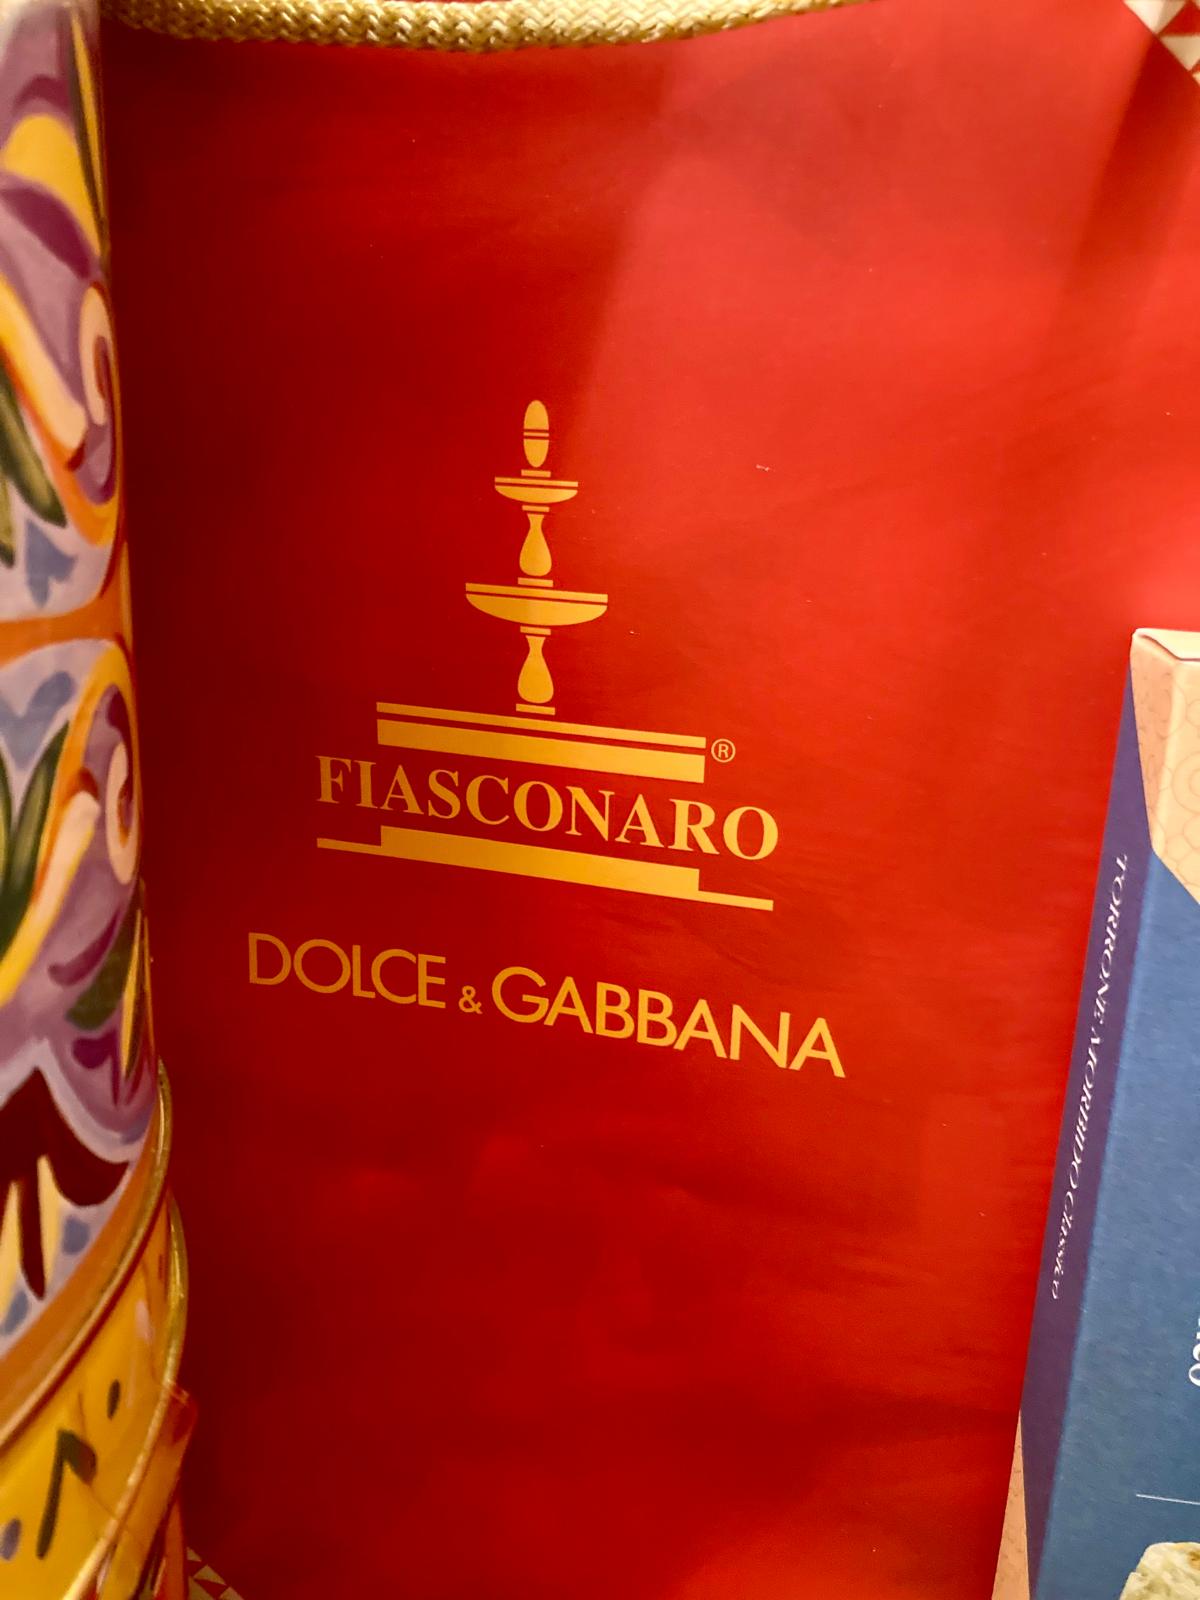 FIASCONARO®
DOLCE & GABBANA
TORRONE MORBIDO Classico